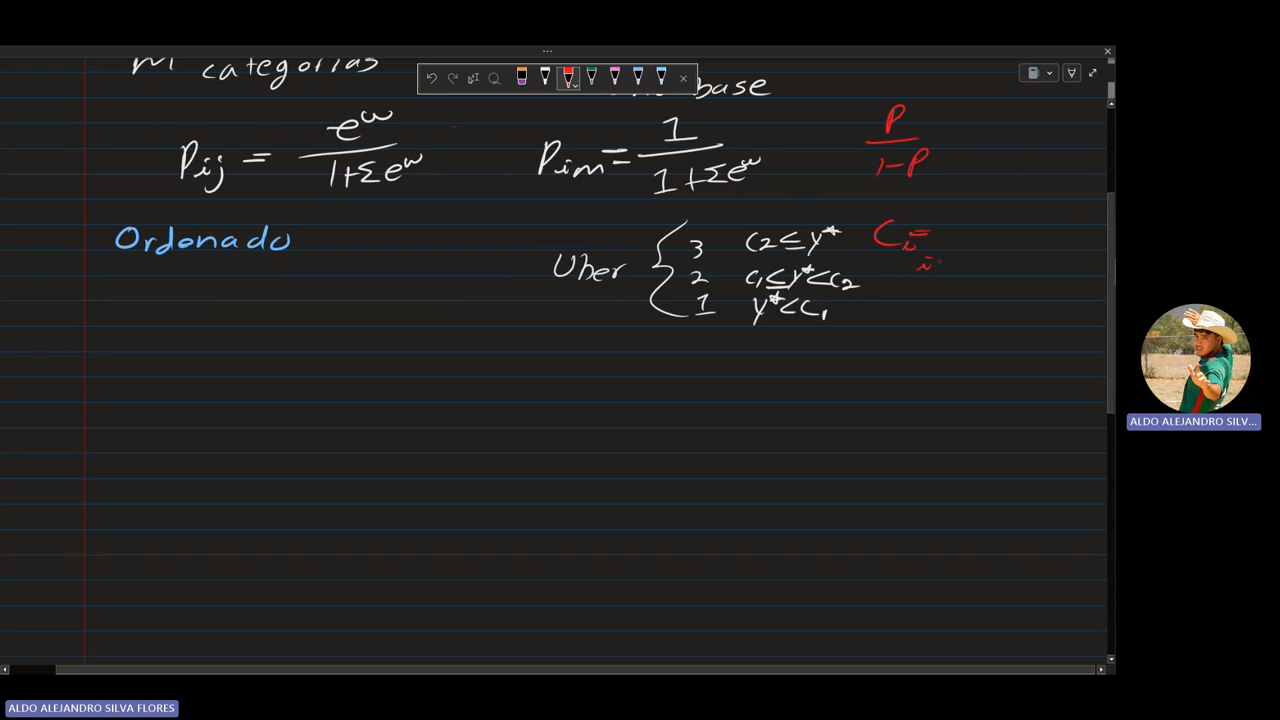 M categorías
base
Pij = e^w / 1+Σe^w    Pim = 1 / 1+Σe^w    P / 1-P
Ordenado
Uber { 3  c2 ≤ y*
2  c1 ≤ y* < c2
1  y* < c1
Ci =
i
ALDO ALEJANDRO SILV...
ALDO ALEJANDRO SILVA FLORES